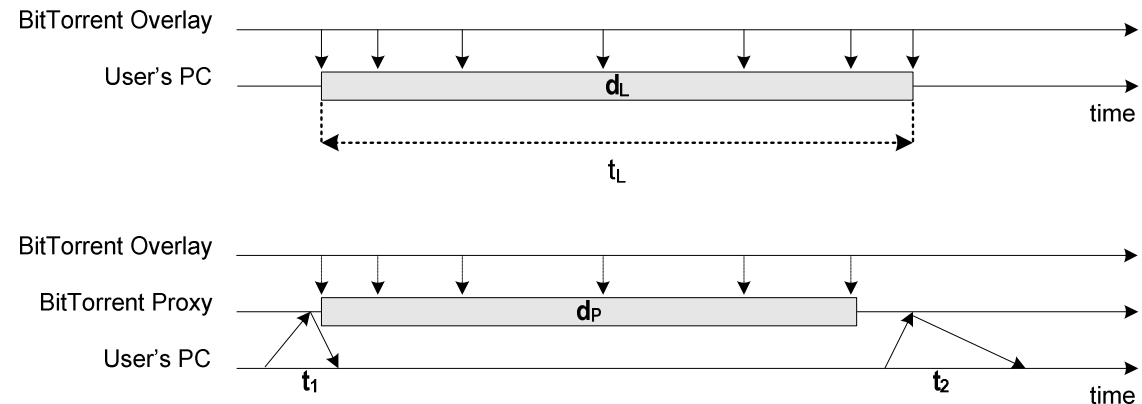 BitTorrent Overlay
User's PC
dL
time
tL
BitTorrent Overlay
BitTorrent Proxy
dP
User's PC
t1
t2
time